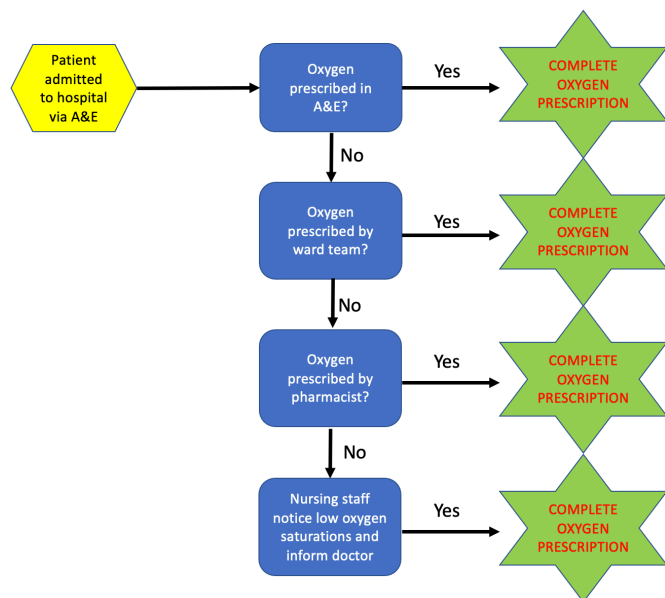 Patient
admitted
to hospital
via A&E
Oxygen
prescribed in
A&E?
Yes
COMPLETE
OXYGEN
PRESCRIPTION
No
Oxygen
prescribed by
ward team?
Yes
COMPLETE
OXYGEN
PRESCRIPTION
No
Oxygen
prescribed by
pharmacist?
Yes
COMPLETE
OXYGEN
PRESCRIPTION
No
Nursing staff
notice low oxygen
saturations and
inform doctor
Yes
COMPLETE
OXYGEN
PRESCRIPTION